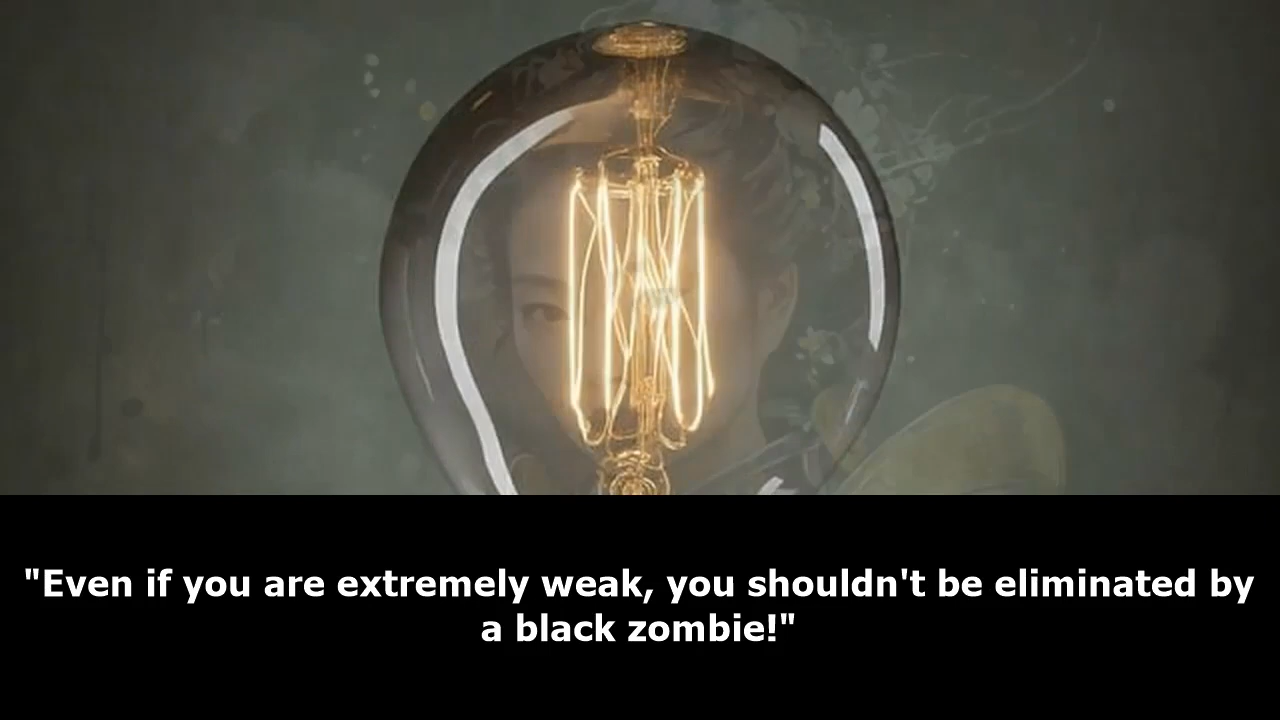 "Even if you are extremely weak, you shouldn't be eliminated by
a black zombie!"